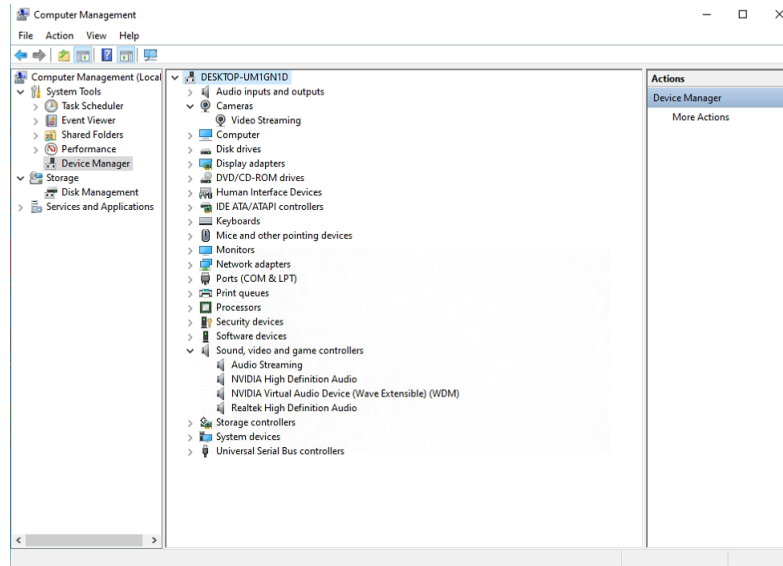 Computer Management
File Action View Help
Computer Management (Local
System Tools
Task Scheduler
Event Viewer
Shared Folders
Performance
Device Manager
Storage
Disk Management
Services and Applications
DESKTOP-UM1GN1D
Audio inputs and outputs
Cameras
Video Streaming
Computer
Disk drives
Display adapters
DVD/CD-ROM drives
Human Interface Devices
IDE ATA/ATAPI controllers
Keyboards
Mice and other pointing devices
Monitors
Network adapters
Ports (COM & LPT)
Print queues
Processors
Security devices
Software devices
Sound, video and game controllers
Audio Streaming
NVIDIA High Definition Audio
NVIDIA Virtual Audio Device (Wave Extensible) (WDM)
Realtek High Definition Audio
Storage controllers
System devices
Universal Serial Bus controllers
Actions
Device Manager
More Actions